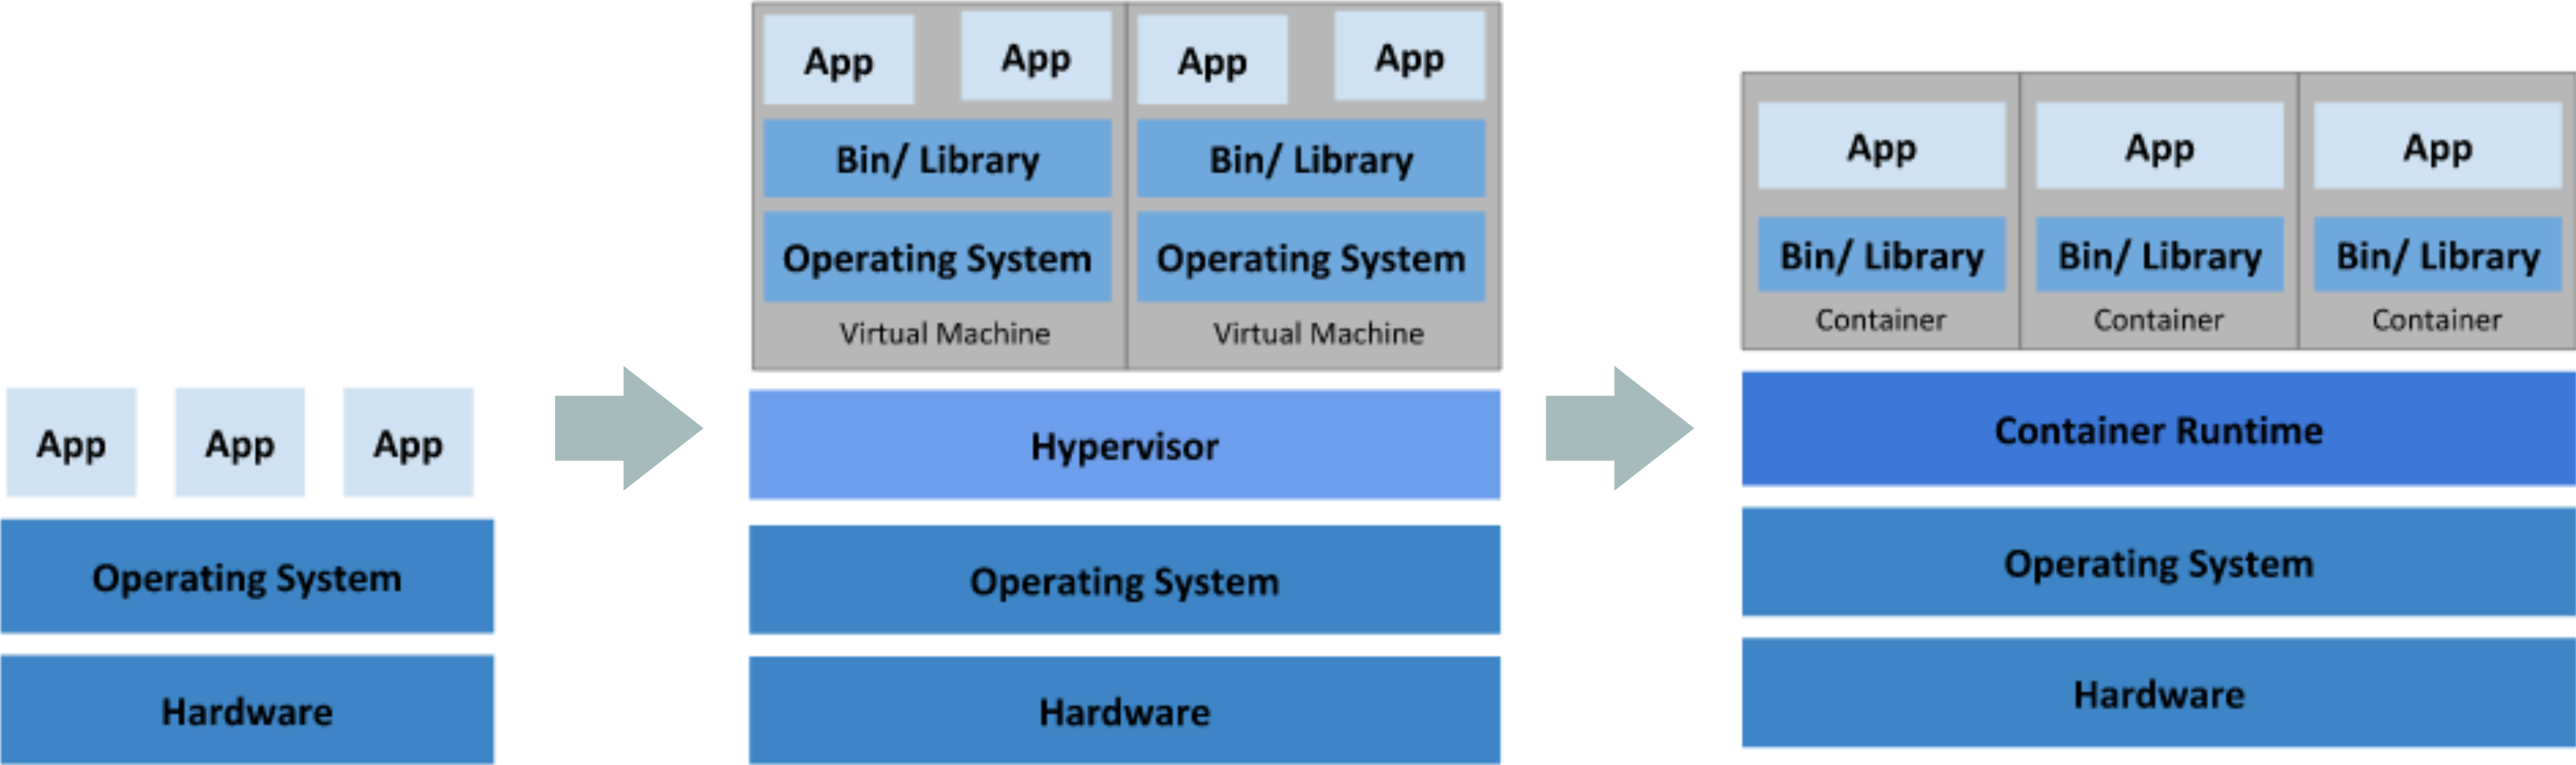 App
App
App
Operating System
Hardware
App
App
App
App
Bin/ Library
Bin/ Library
Operating System
Operating System
Virtual Machine
Virtual Machine
Hypervisor
Operating System
Hardware
App
App
App
Bin/ Library
Bin/ Library
Bin/ Library
Container
Container
Container
Container Runtime
Operating System
Hardware